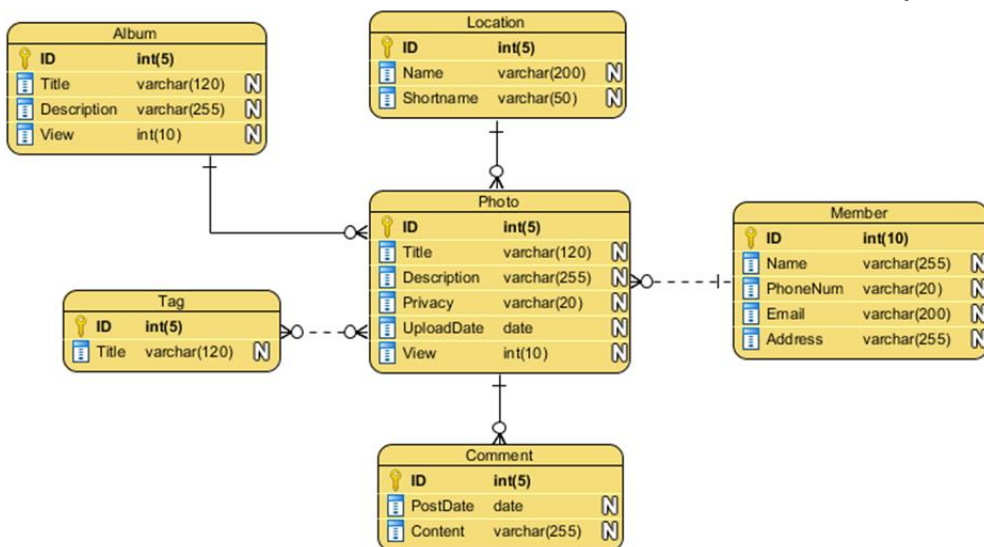 Album
ID int(5)
Title varchar(120) N
Description varchar(255) N
View int(10) N
Location
ID int(5)
Name varchar(200) N
Shortname varchar(50) N
Photo
ID int(5)
Title varchar(120) N
Description varchar(255) N
Privacy varchar(20) N
UploadDate date N
View int(10) N
Member
ID int(10)
Name varchar(255) N
PhoneNum varchar(20) N
Email varchar(200) N
Address varchar(255) N
Tag
ID int(5)
Title varchar(120) N
Comment
ID int(5)
PostDate date N
Content varchar(255) N